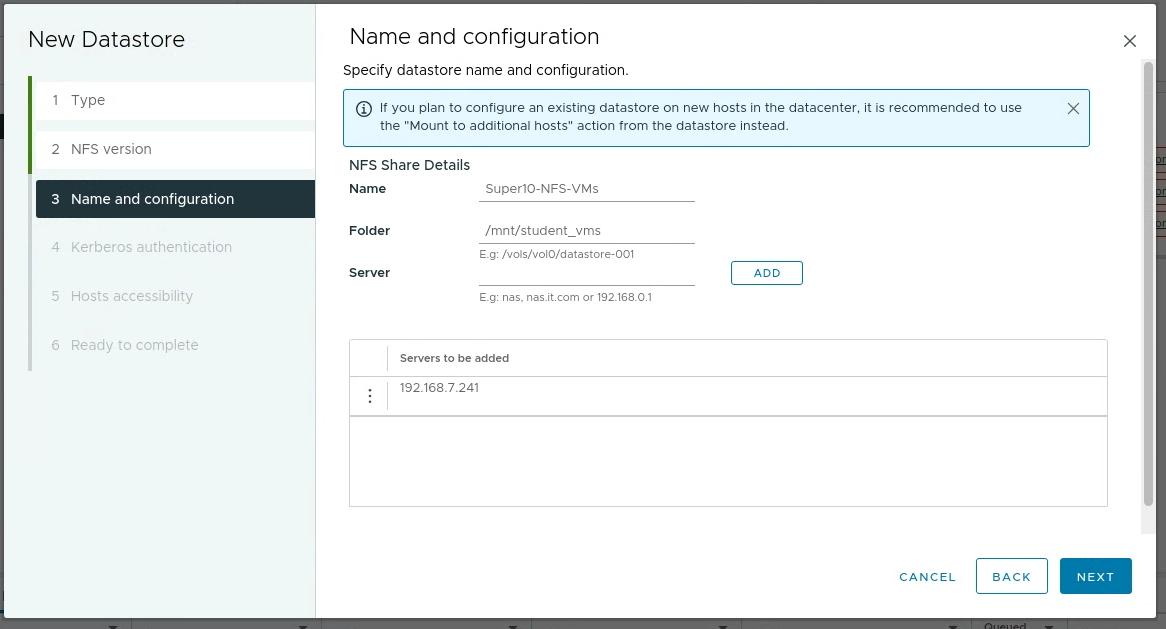 New Datastore
1 Type
2 NFS version
3 Name and configuration
4 Kerberos authentication
5 Hosts accessibility
6 Ready to complete
Name and configuration
Specify datastore name and configuration.
If you plan to configure an existing datastore on new hosts in the datacenter, it is recommended to use
the "Mount to additional hosts" action from the datastore instead.
NFS Share Details
Name Super10-NFS-VMs
Folder /mnt/student_vms
E.g: /vols/vol0/datastore-001
Server ADD
E.g: nas, nas.it.com or 192.168.0.1
Servers to be added
192.168.7.241
CANCEL BACK NEXT
Queued